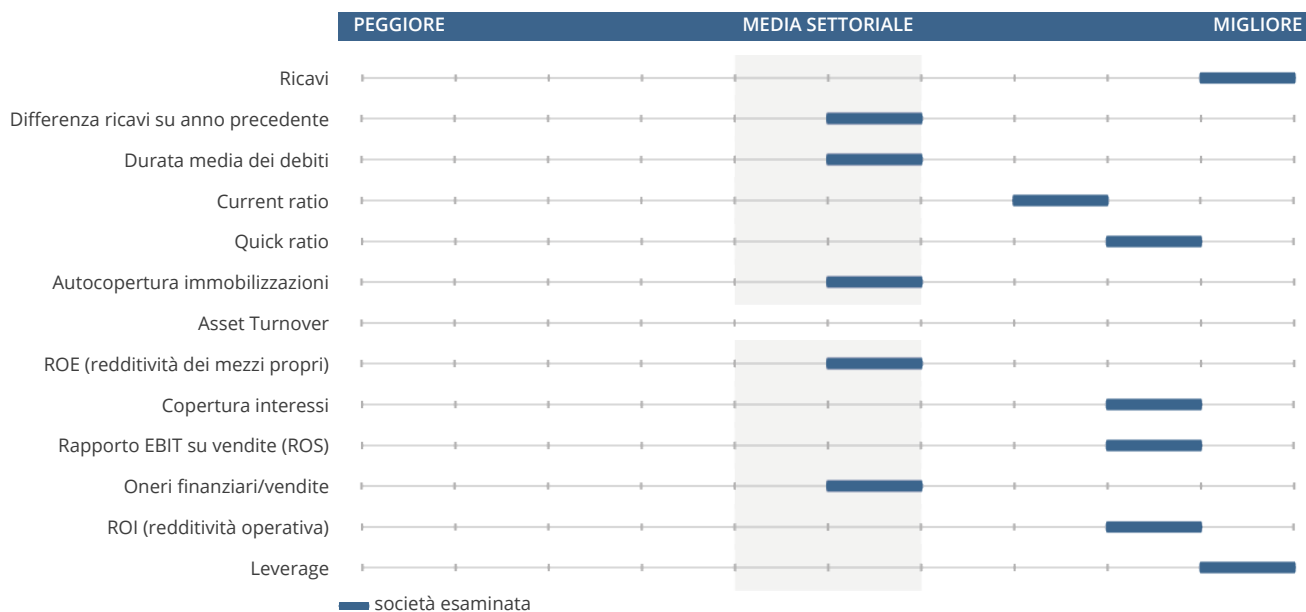 PEGGIORE MEDIA SETTORIALE MIGLIORE
Ricavi
Differenza ricavi su anno precedente
Durata media dei debiti
Current ratio
Quick ratio
Autocopertura immobilizzazioni
Asset Turnover
ROE (redditività dei mezzi propri)
Copertura interessi
Rapporto EBIT su vendite (ROS)
Oneri finanziari/vendite
ROI (redditività operativa)
Leverage
società esaminata